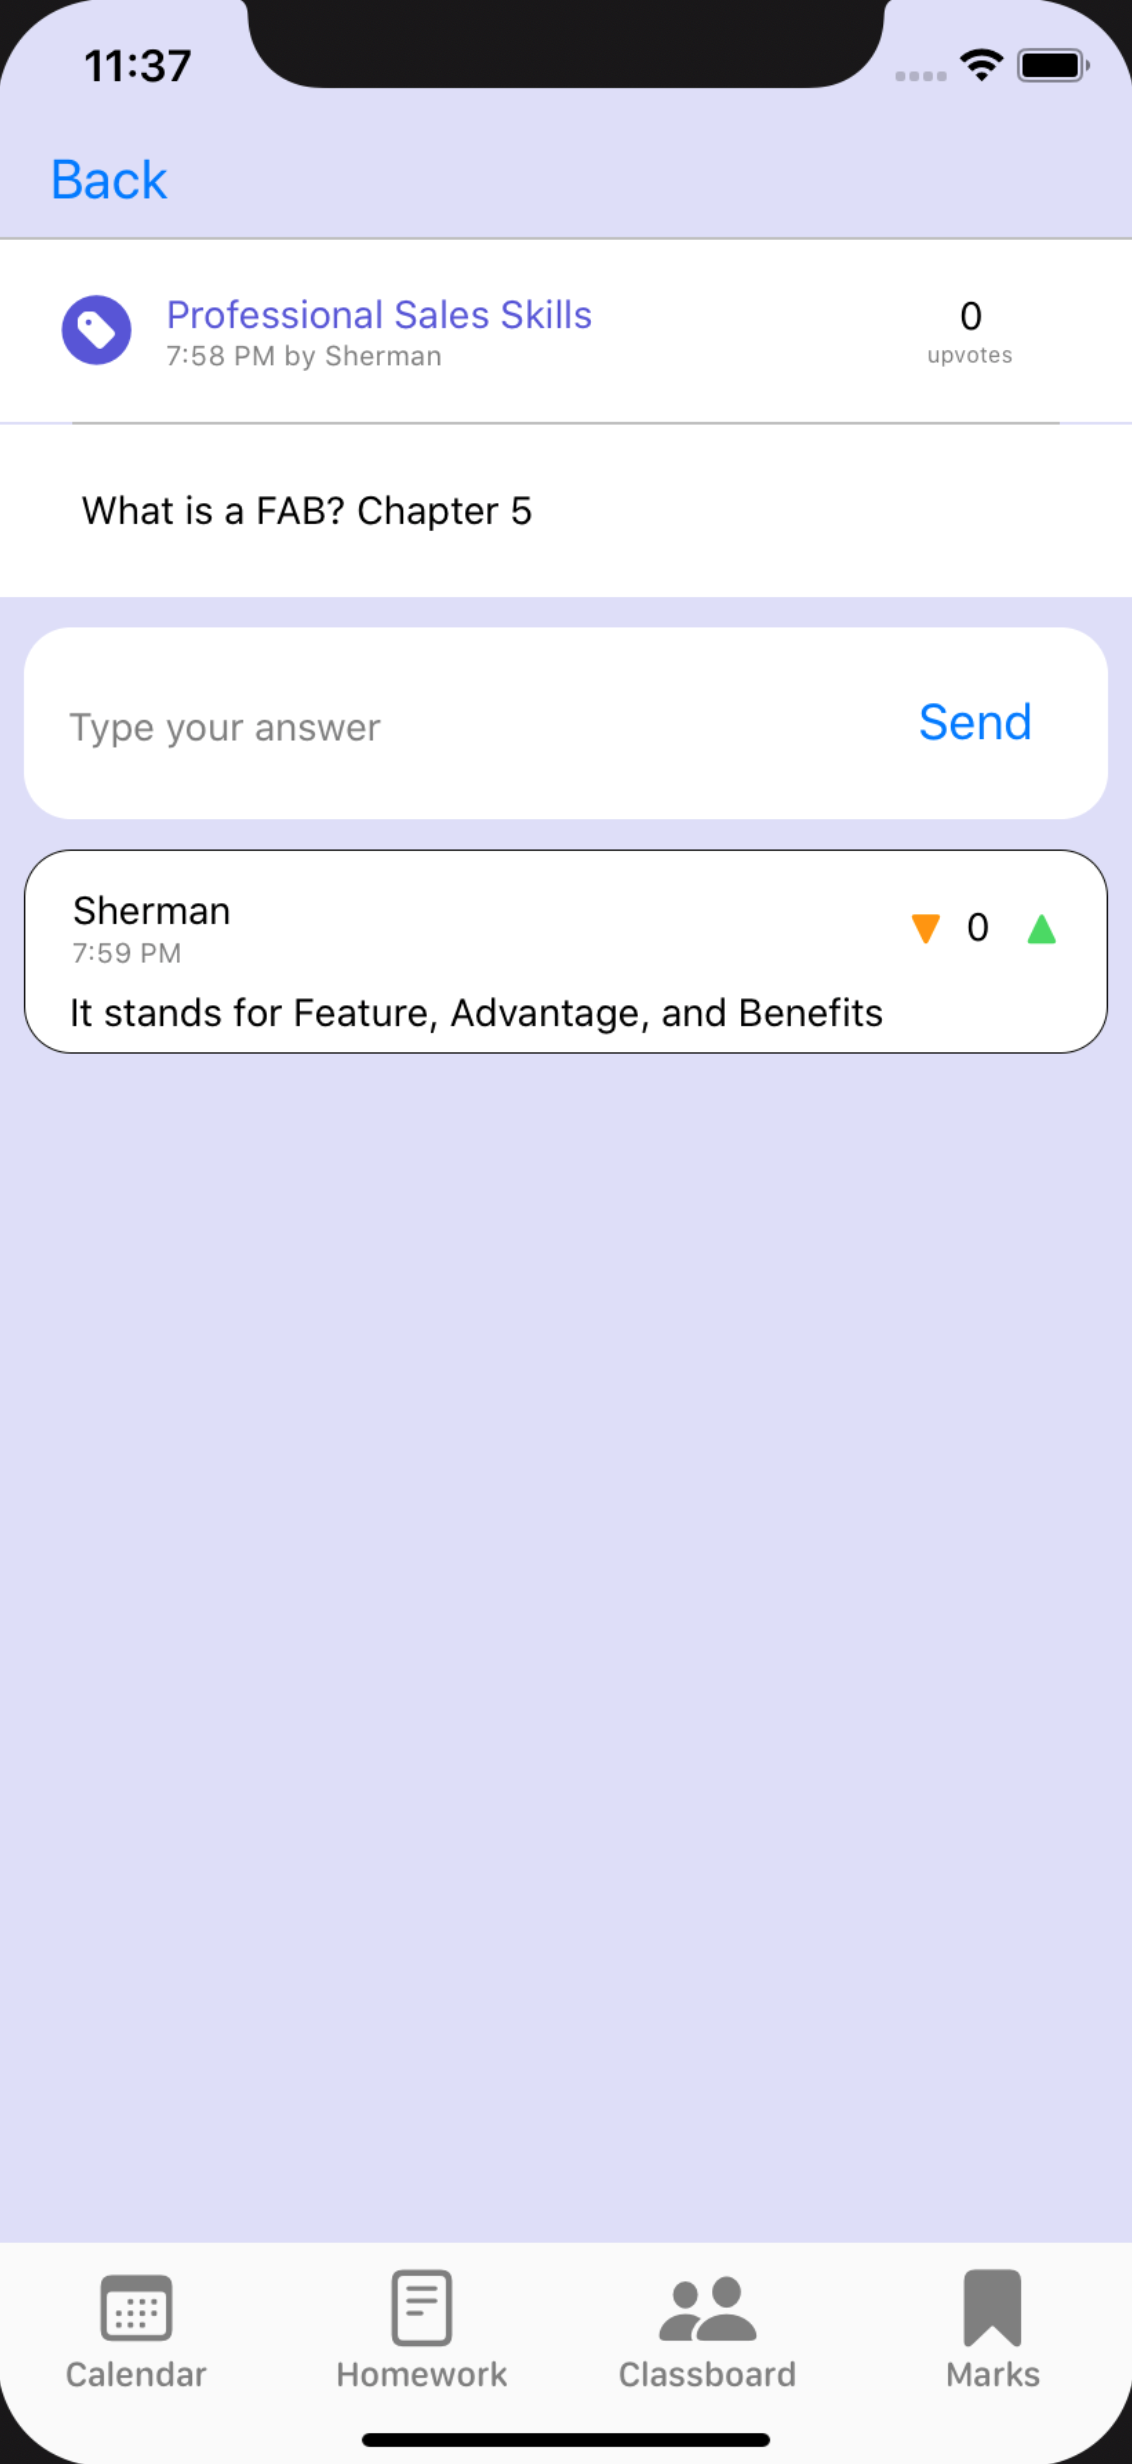 11:37
Back
Professional Sales Skills
7:58 PM by Sherman
0
upvotes
What is a FAB? Chapter 5
Type your answer
Send
Sherman
7:59 PM
0
It stands for Feature, Advantage, and Benefits
Calendar
Homework
Classboard
Marks